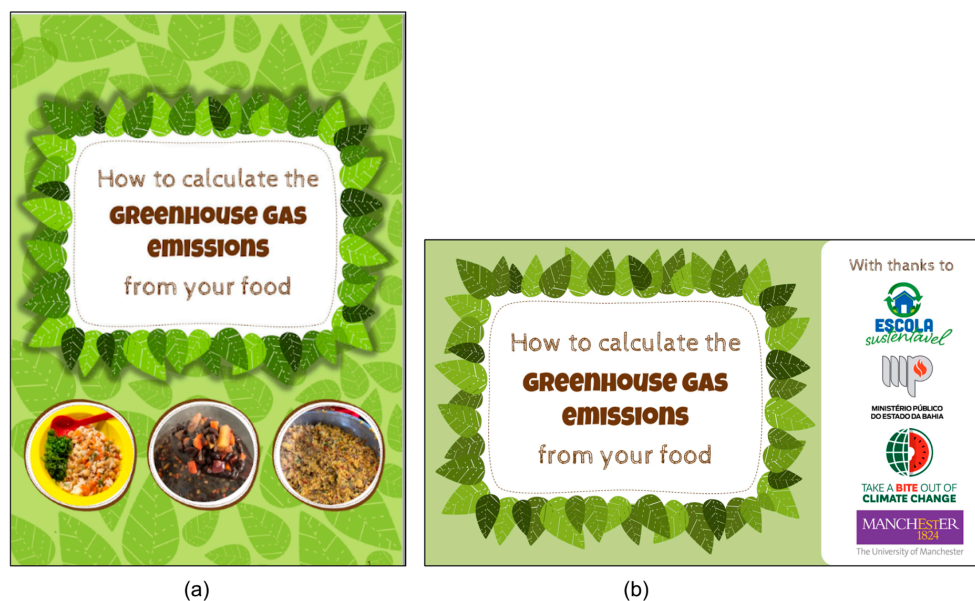 How to calculate the
GREENHOUSE GAS
EMISSIONS
from your food
1
(a)
How to calculate the
GREENHOUSE GAS
EMISSIONS
from your food
With thanks to
ESCOLA
sustentável
MINISTÉRIO PÚBLICO
DO ESTADO DA BAHIA
TAKE A BITE OUT OF
CLIMATE CHANGE
MANCHESTER
1824
The University of Manchester
(b)